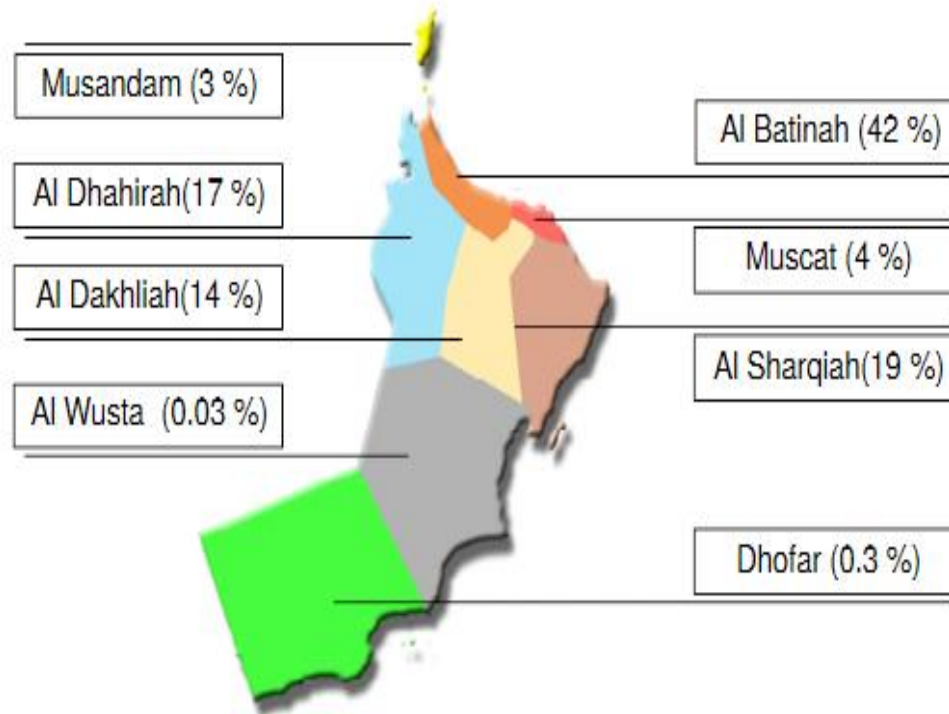 Musandam (3 %)
Al Batinah (42 %)
Al Dhahirah(17 %)
Muscat (4 %)
Al Dakhliah(14 %)
Al Sharqiah(19 %)
Al Wusta (0.03 %)
Dhofar (0.3 %)